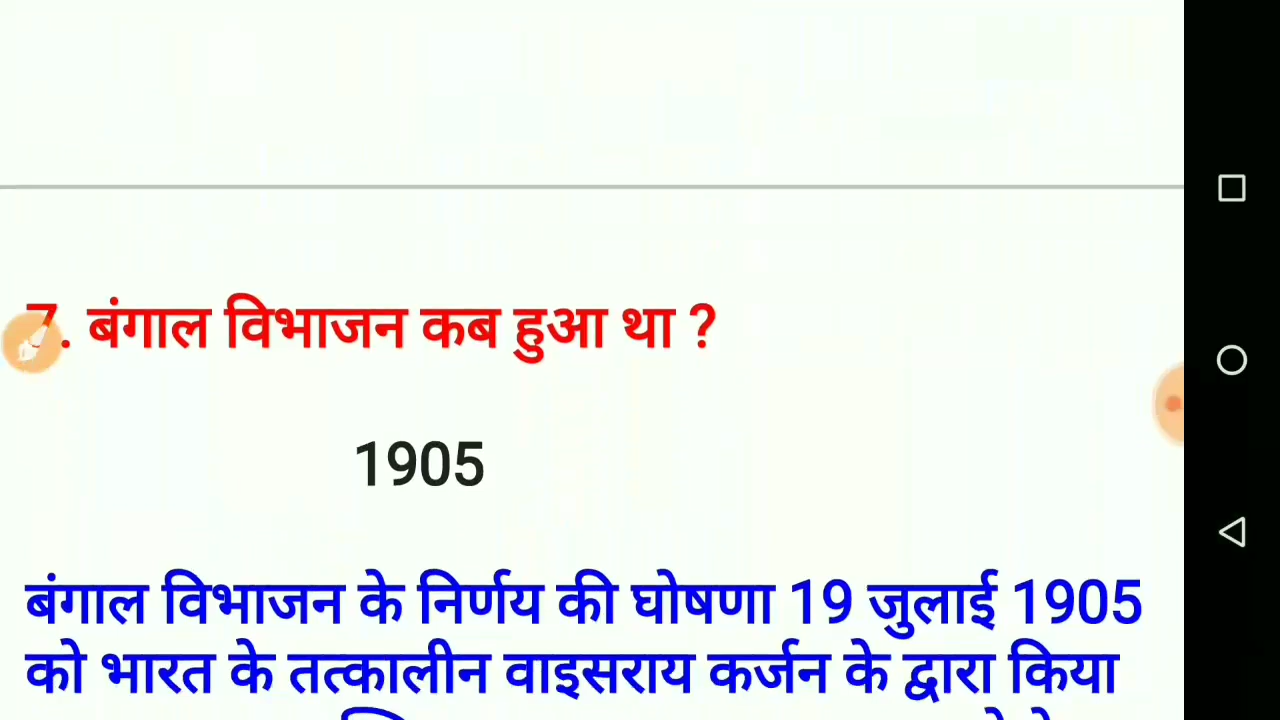 7. बंगाल विभाजन कब हुआ था ?
1905
बंगाल विभाजन के निर्णय की घोषणा 19 जुलाई 1905
को भारत के तत्कालीन वाइसराय कर्जन के द्वारा किया